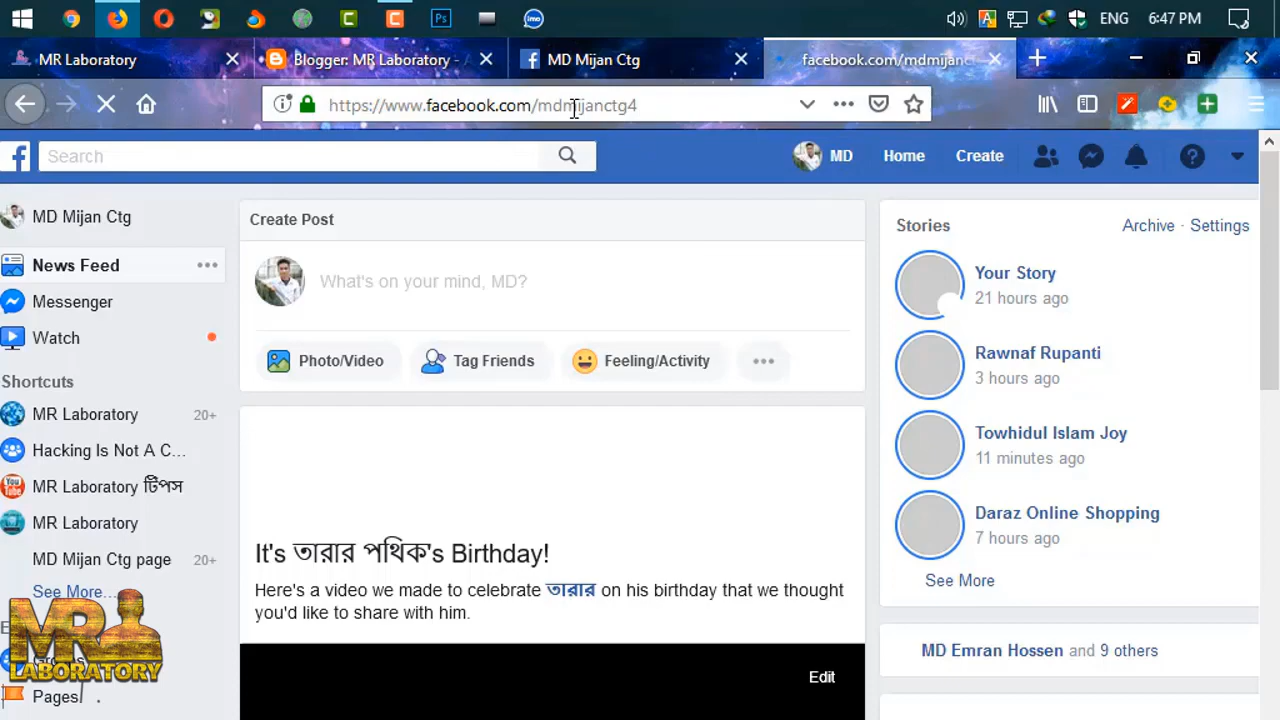 ENG 6:47 PM
MR Laboratory
Blogger: MR Laboratory - A
MD Mijan Ctg
facebook.com/mdmijanc
https://www.facebook.com/mdmijanctg4
Search
MD
Home
Create
MD Mijan Ctg
News Feed
Messenger
Watch
Shortcuts
MR Laboratory 20+
Hacking Is Not A C...
MR Laboratory টিপস
MR Laboratory
MD Mijan Ctg page 20+
See More...
Pages
Create Post
What's on your mind, MD?
Photo/Video
Tag Friends
Feeling/Activity
It's তারার পথিক's Birthday!
Here's a video we made to celebrate তারার on his birthday that we thought
you'd like to share with him.
Edit
Stories
Archive · Settings
Your Story
21 hours ago
Rawnaf Rupanti
3 hours ago
Towhidul Islam Joy
11 minutes ago
Daraz Online Shopping
7 hours ago
See More
MD Emran Hossen and 9 others
MR
LABORATORY
Ps
imo
You
Tube